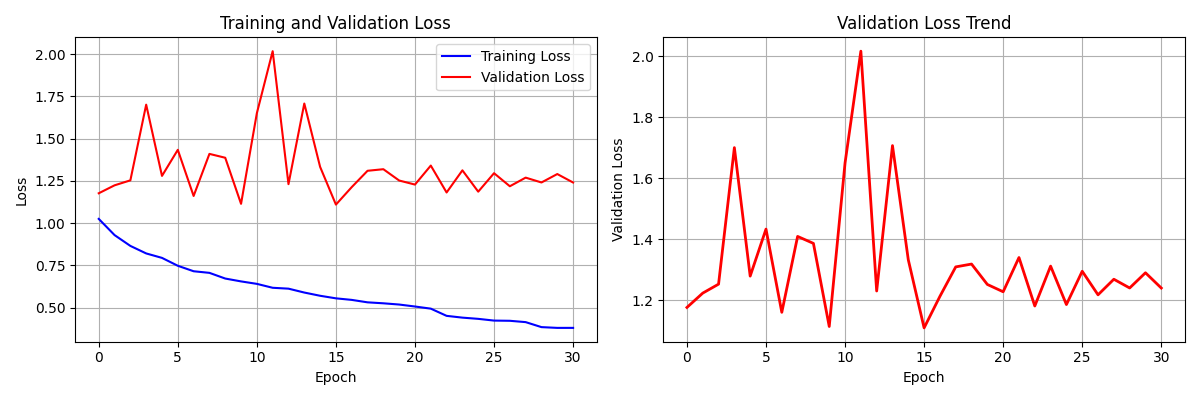 Training and Validation Loss
Loss
2.00
1.75
1.50
1.25
1.00
0.75
0.50
Training Loss
Validation Loss
0 5 10 15 20 25 30
Epoch
Validation Loss Trend
Validation Loss
2.0
1.8
1.6
1.4
1.2
0 5 10 15 20 25 30
Epoch